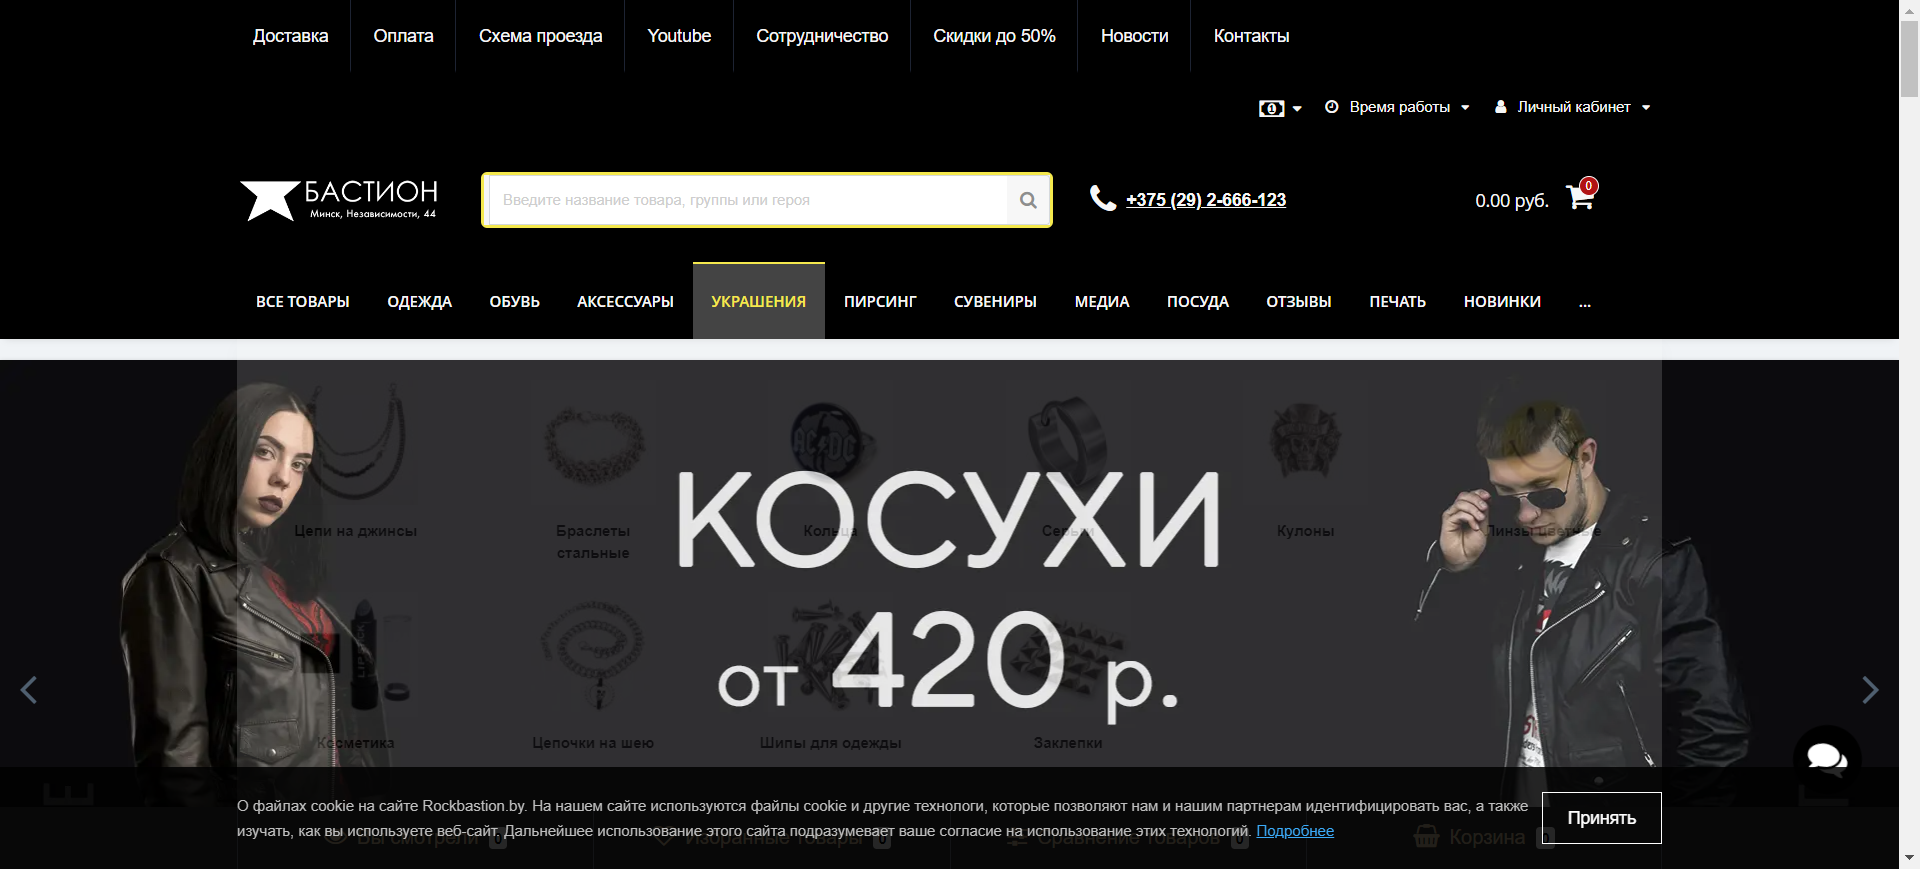 Доставка
Оплата
Схема проезда
Youtube
Сотрудничество
Скидки до 50%
Новости
Контакты
Время работы
Личный кабинет
БАСТИОН
Минск, Независимости, 44
Введите название товара, группы или героя
+375 (29) 2-666-123
0.00 руб.
0
ВСЕ ТОВАРЫ
ОДЕЖДА
ОБУВЬ
АКСЕССУАРЫ
УКРАШЕНИЯ
ПИРСИНГ
СУВЕНИРЫ
МЕДИА
ПОСУДА
ОТЗЫВЫ
ПЕЧАТЬ
НОВИНКИ
...
AC/DC
Цепи на джинсы
Браслеты
стальные
Кольца
Серьги
Кулоны
Линзы цветные
КОСУХИ
от 420 р.
Косметика
Цепочки на шею
Шипы для одежды
Заклепки
О файлах cookie на сайте Rockbastion.by. На нашем сайте используются файлы cookie и другие технологи, которые позволяют нам и нашим партнерам идентифицировать вас, а также
изучать, как вы используете веб-сайт. Дальнейшее использование этого сайта подразумевает ваше согласие на использование этих технологий. Подробнее
Принять
Вы смотрели 0
Избранные товары 0
Сравнение товаров 0
Корзина 0